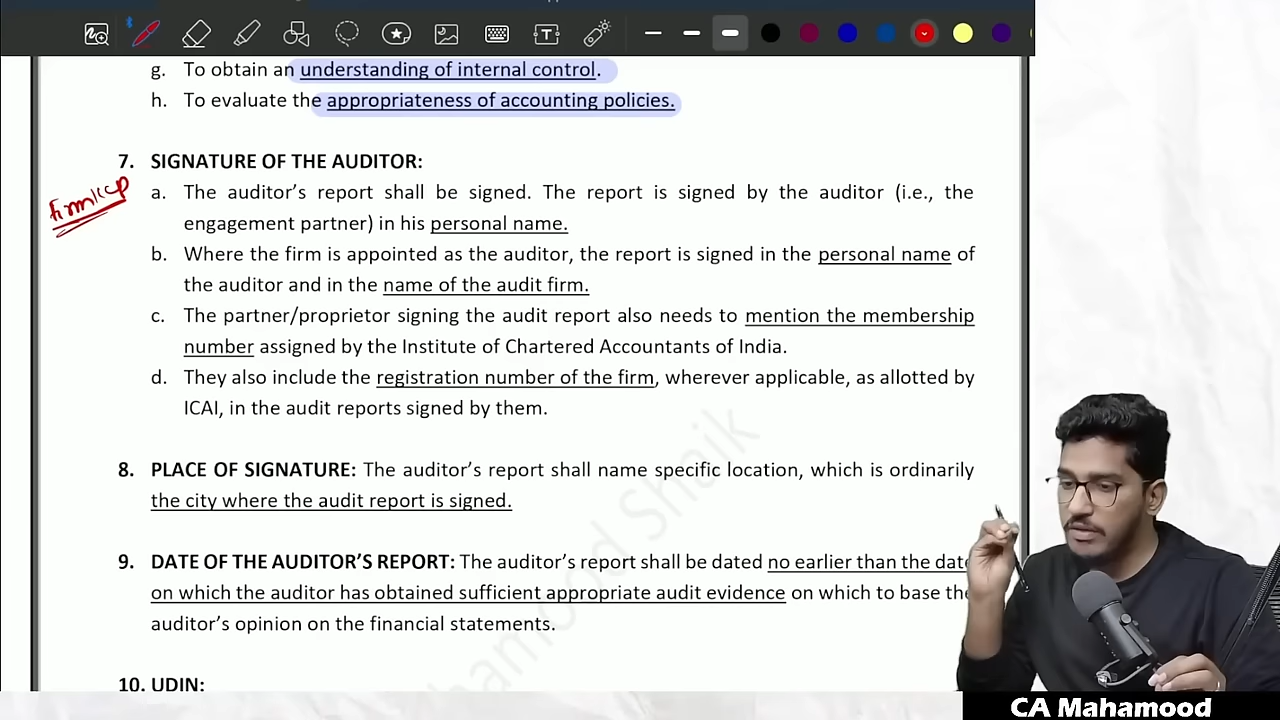 g. To obtain an understanding of internal control.
h. To evaluate the appropriateness of accounting policies.
7. SIGNATURE OF THE AUDITOR:
a. The auditor's report shall be signed. The report is signed by the auditor (i.e., the
engagement partner) in his personal name.
b. Where the firm is appointed as the auditor, the report is signed in the personal name of
the auditor and in the name of the audit firm.
c. The partner/proprietor signing the audit report also needs to mention the membership
number assigned by the Institute of Chartered Accountants of India.
d. They also include the registration number of the firm, wherever applicable, as allotted by
ICAI, in the audit reports signed by them.
8. PLACE OF SIGNATURE: The auditor's report shall name specific location, which is ordinarily
the city where the audit report is signed.
9. DATE OF THE AUDITOR'S REPORT: The auditor's report shall be dated no earlier than the date
on which the auditor has obtained sufficient appropriate audit evidence on which to base the
auditor's opinion on the financial statements.
10. UDIN:
Shaik
CA Mahamood